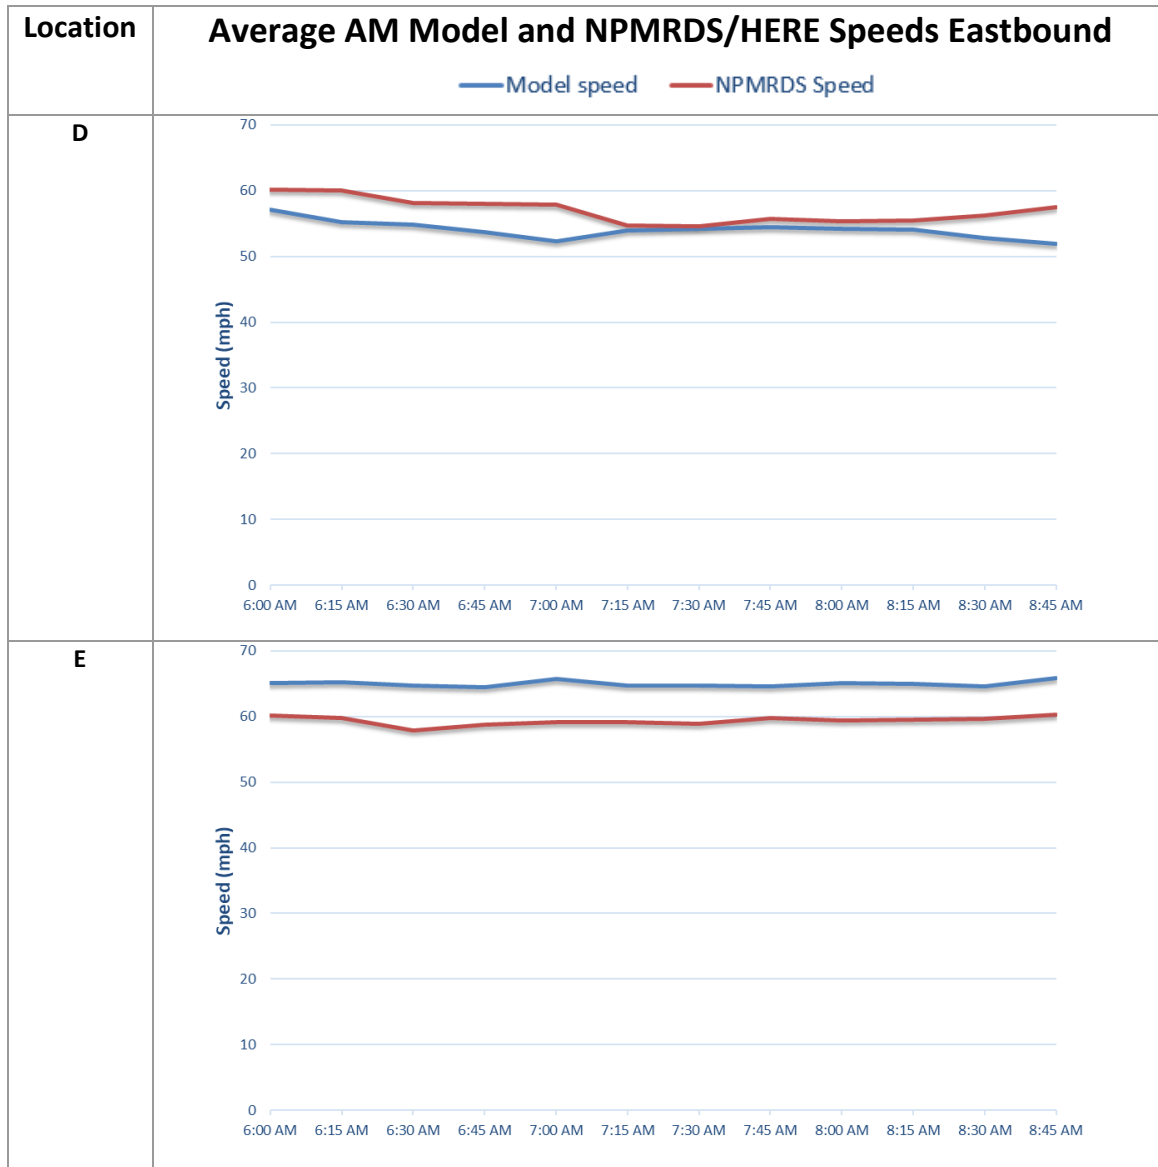 Location
Average AM Model and NPMRDS/HERE Speeds Eastbound
Model speed NPMRDS Speed
D
70
60
50
40
30
20
10
0
Speed (mph)
6:00 AM 6:15 AM 6:30 AM 6:45 AM 7:00 AM 7:15 AM 7:30 AM 7:45 AM 8:00 AM 8:15 AM 8:30 AM 8:45 AM
E
70
60
50
40
30
20
10
0
Speed (mph)
6:00 AM 6:15 AM 6:30 AM 6:45 AM 7:00 AM 7:15 AM 7:30 AM 7:45 AM 8:00 AM 8:15 AM 8:30 AM 8:45 AM